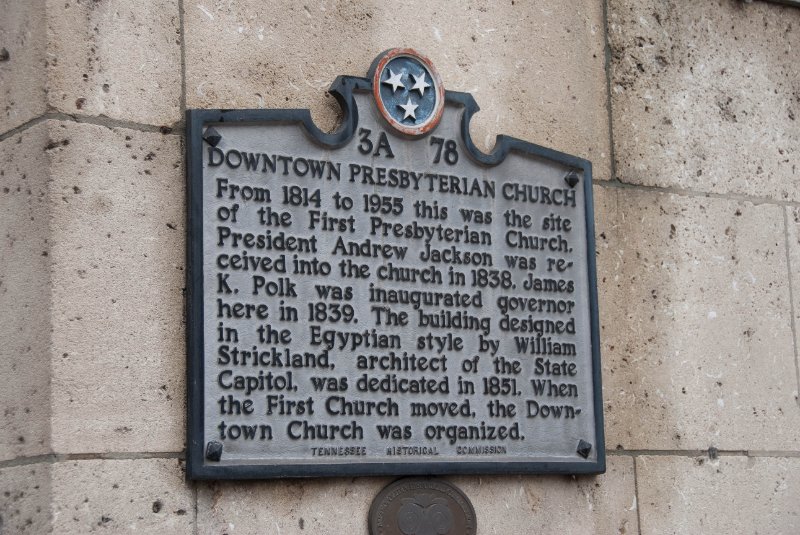 3A 78
DOWNTOWN PRESBYTERIAN CHURCH
From 1814 to 1955 this was the site
of the First Presbyterian Church.
President Andrew Jackson was re-
ceived into the church in 1838. James
K. Polk was inaugurated governor
here in 1839. The building designed
in the Egyptian style by William
Strickland, architect of the State
Capitol, was dedicated in 1851. When
the First Church moved, the Down-
town Church was organized.
TENNESSEE HISTORICAL COMMISSION